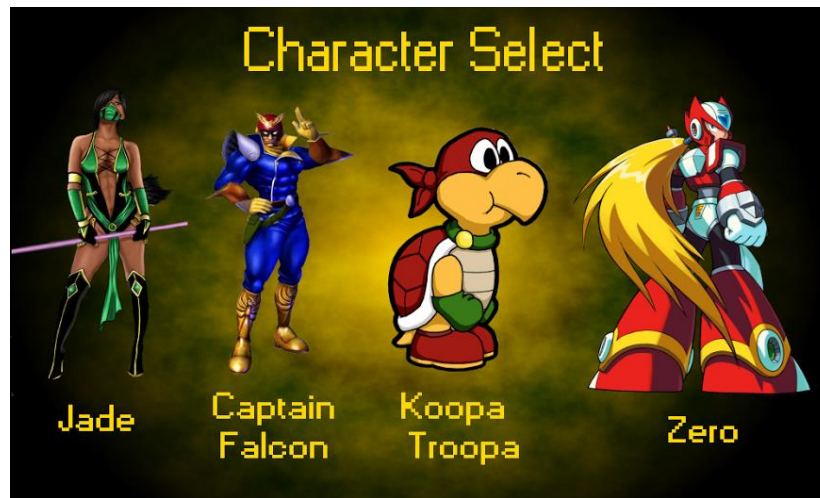 Character Select
Jade
Captain
Falcon
Koopa
Troopa
Zero